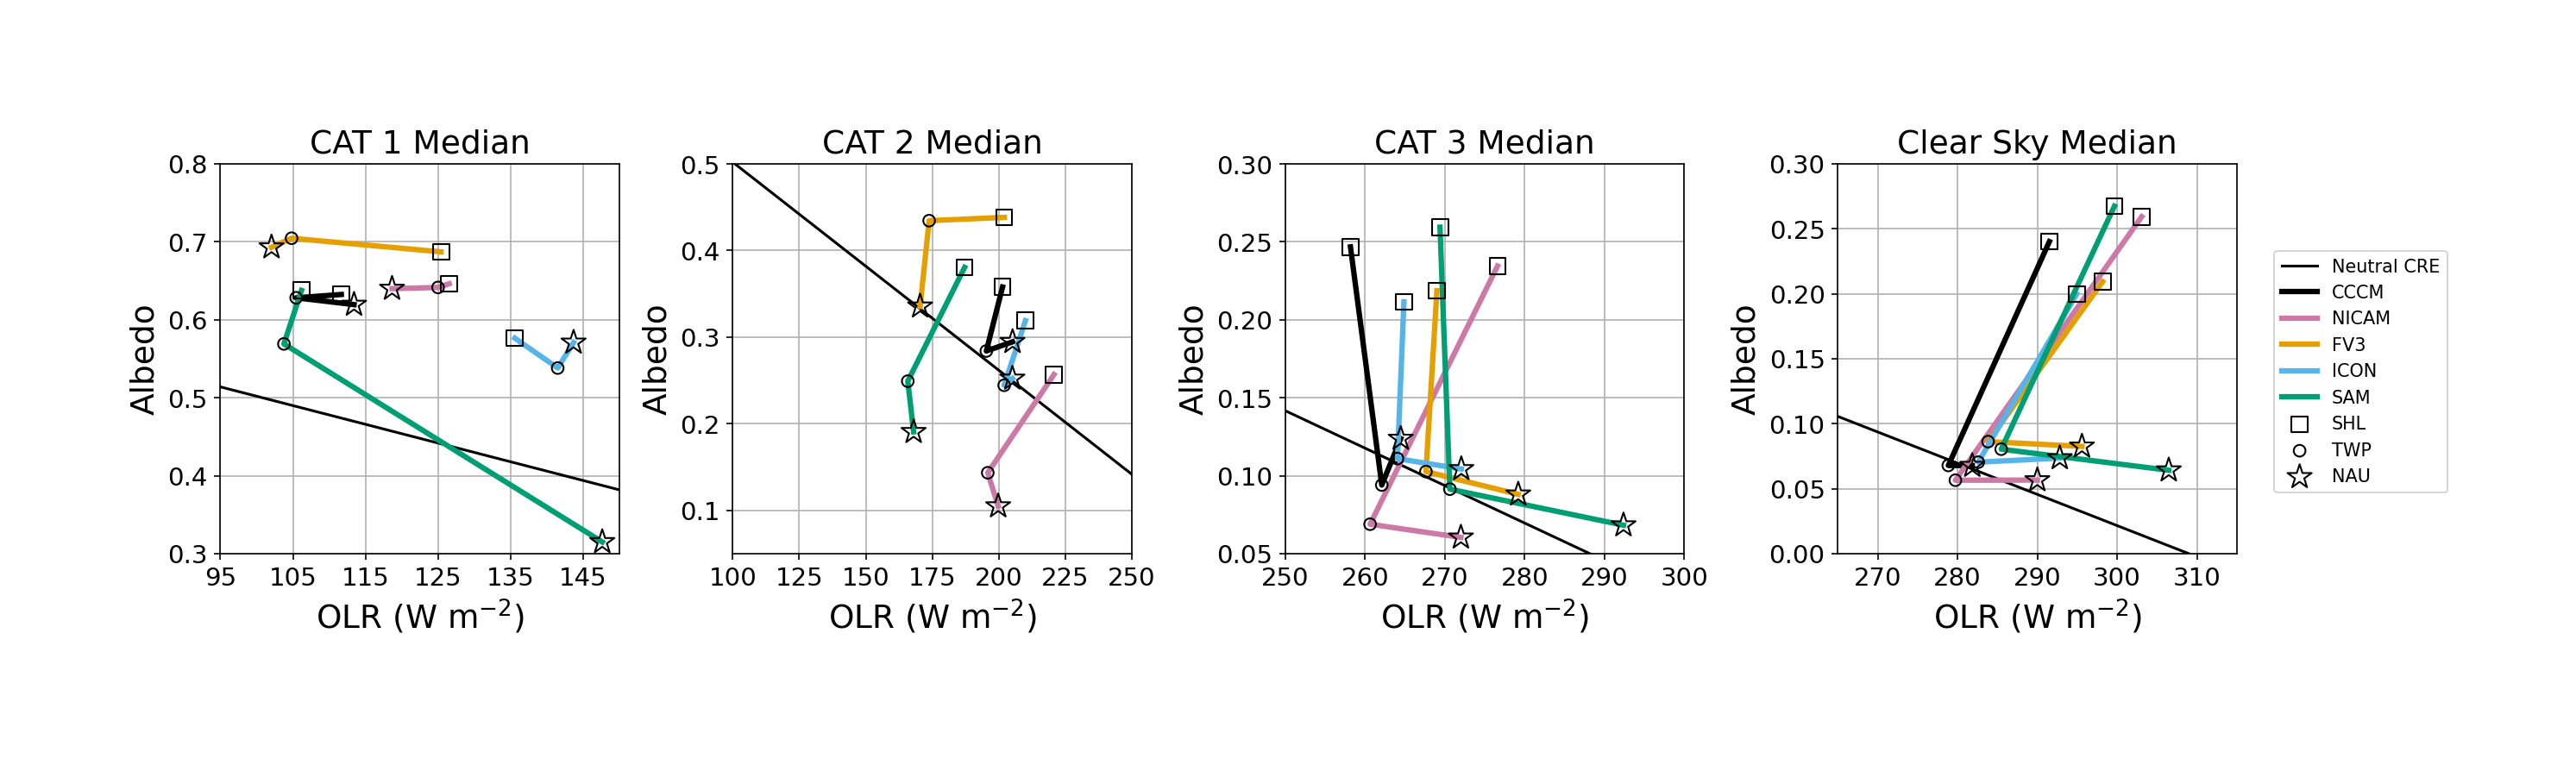 CAT 1 Median
CAT 2 Median
CAT 3 Median
Clear Sky Median
Albedo
0.8
0.7
0.6
0.5
0.4
0.3
95 105 115 125 135 145
OLR (W m⁻²)
Albedo
0.5
0.4
0.3
0.2
0.1
100 125 150 175 200 225 250
OLR (W m⁻²)
Albedo
0.30
0.25
0.20
0.15
0.10
0.05
250 260 270 280 290 300
OLR (W m⁻²)
Albedo
0.30
0.25
0.20
0.15
0.10
0.05
0.00
270 280 290 300 310
OLR (W m⁻²)
Neutral CRE
CCCM
NICAM
FV3
ICON
SAM
SHL
TWP
NAU